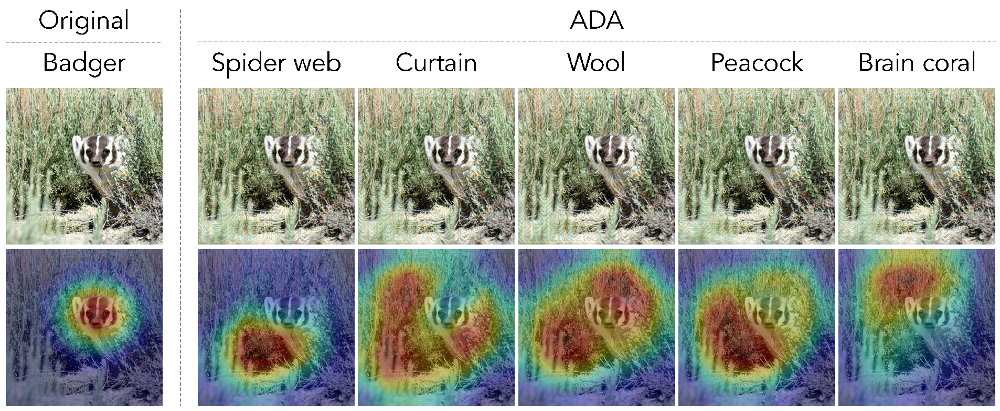 Original
ADA
Badger
Spider web
Curtain
Wool
Peacock
Brain coral